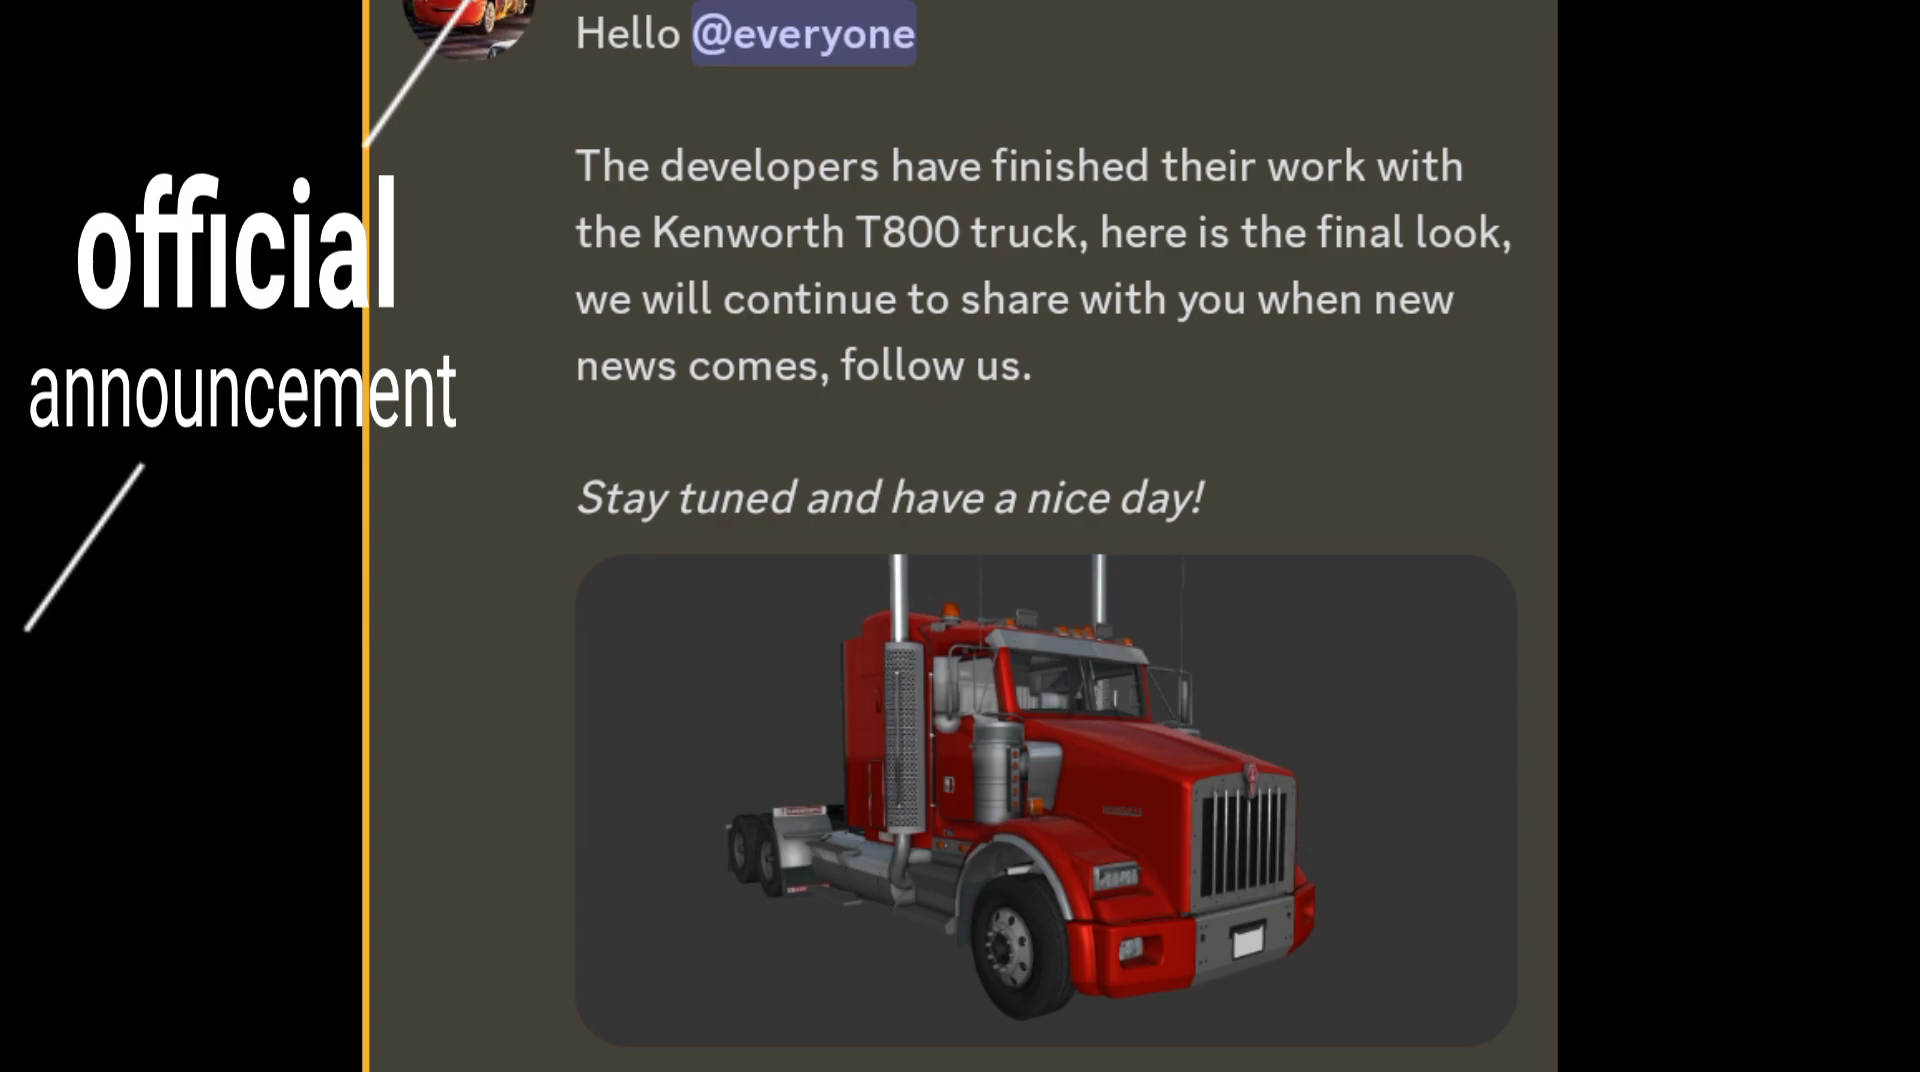 Hello @everyone
The developers have finished their work with
the Kenworth T800 truck, here is the final look,
we will continue to share with you when new
news comes, follow us.
Stay tuned and have a nice day!
official
announcement